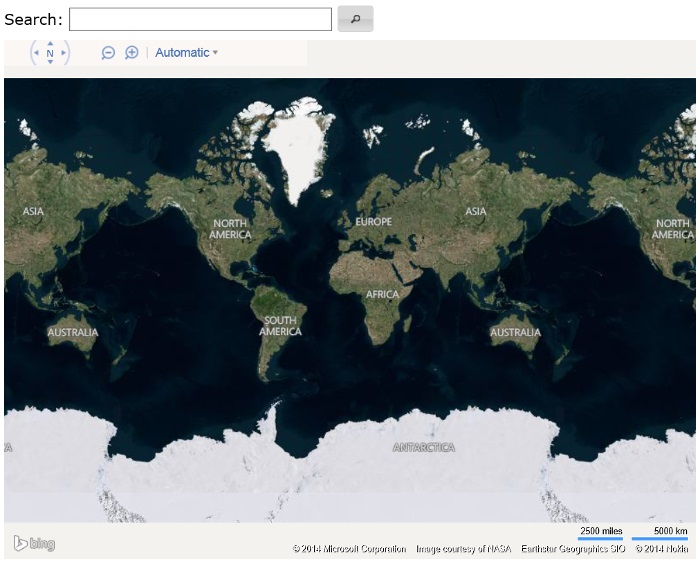 Search:
N
Automatic
ASIA
NORTH
AMERICA
EUROPE
ASIA
NORTH
AMERICA
AFRICA
AUSTRALIA
SOUTH
AMERICA
AUSTRALIA
A
ANTARCTICA
2500 miles 5000 km
bing
© 2014 Microsoft Corporation Image courtesy of NASA Earthstar Geographics SIO © 2014 Nokia